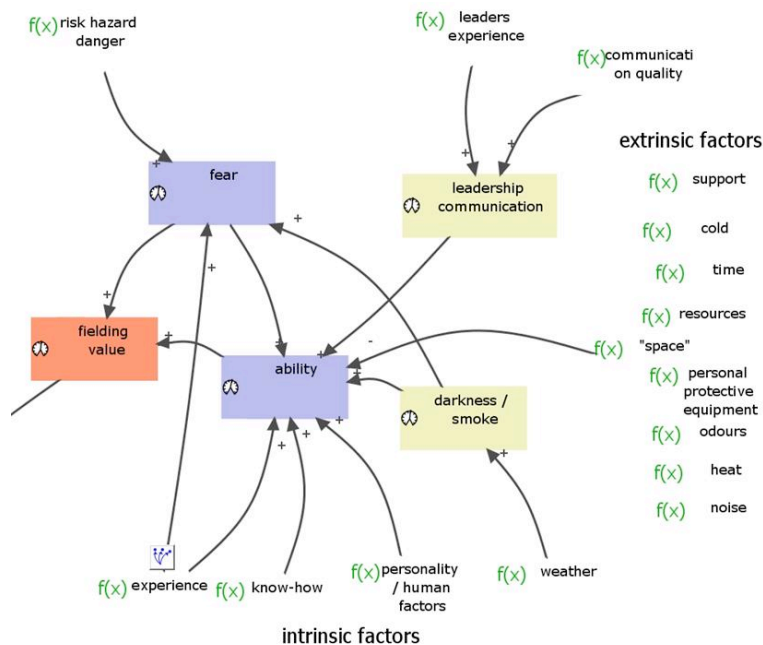 f(x) risk hazard
danger
f(x) leaders
experience
f(x) communicati
on quality
extrinsic factors
+
+
+
fear
leadership
communication
f(x) support
+
f(x) cold
+
f(x) time
+
fielding
value
f(x) resources
-
f(x) "space"
ability
f(x) personal
protective
equipment
darkness /
smoke
f(x) odours
+
+
+
+
f(x) heat
f(x) noise
f(x) experience
f(x) know-how
f(x) personality
/ human
factors
f(x) weather
intrinsic factors